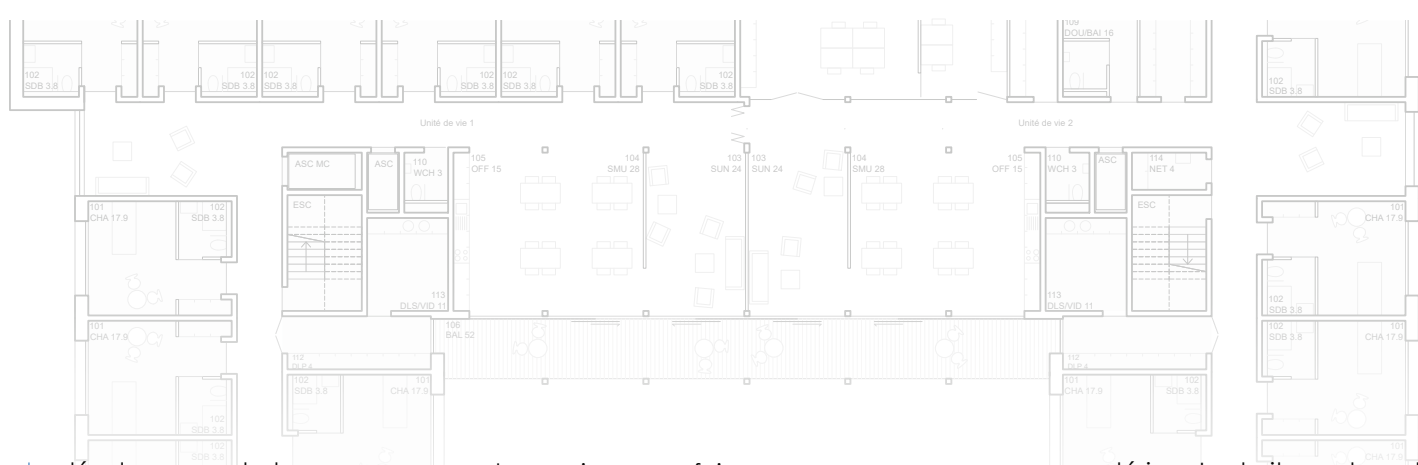 109
DOU/BAI 16
102
SDB 3.8
102
SDB 3.8
102
SDB 3.8
102
SDB 3.8
102
SDB 3.8
102
SDB 3.8
Unité de vie 1
Unité de vie 2
ASC MC
ASC
110
WCH 3
105
OFF 15
104
SMU 28
103
SUN 24
103
SUN 24
104
SMU 28
105
OFF 15
110
WCH 3
ASC
114
NET 4
ESC
ESC
101
CHA 17.9
102
SDB 3.8
101
CHA 17.9
102
SDB 3.8
113
DLS/VID 11
113
DLS/VID 11
106
BAL 52
101
CHA 17.9
102
SDB 3.8
102
SDB 3.8
101
CHA 17.9
112
DLP 4
112
DLP 4
102
SDB 3.8
101
CHA 17.9
101
CHA 17.9
102
SDB 3.8
102
101